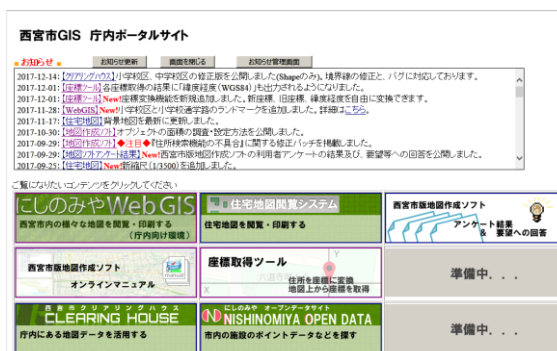 西宮市GIS 庁内ポータルサイト
お知らせ
お知らせ更新
画面を閉じる
お知らせ管理画面
2017-12-14:【クリアリングハウス】小学校区、中学校区の修正版を公開しました(Shapeのみ)。境界線の修正と、バグに対応しております。
2017-12-01:【座標ツール】各座標取得の結果に「緯度経度(WGS84)」も出力されるようになりました。
2017-12-01:【座標ツール】New!座標変換機能を新規追加しました。新座標、旧座標、緯度経度を自由に変換できます。
2017-11-28:【WebGIS】New!小学校区と小学校通学路のランドマークを追加しました。詳細はこちら。
2017-11-17:【住宅地図】背景地図を最新に更新しました。
2017-10-30:【地図作成ソフト】オブジェクトの面積の調査・設定方法を公開しました。
2017-09-29:【地図作成ソフト】◆注目◆『住所検索機能の不具合』に関する修正パッチを掲載しました。
2017-09-29:【地図ソフトアンケート結果】New!西宮市版地図作成ソフトの利用者アンケートの結果及び、要望等への回答を公開しました。
2017-09-25:【住宅地図】New!新縮尺(1/3500)を追加しました。
ご覧になりたいコンテンツをクリックしてください
にしのみやWeb GIS
西宮市内の様々な地図を閲覧・印刷する
(庁内向け環境)
住宅地図閲覧システム
住宅地図を閲覧・印刷する
西宮市版地図作成ソフト
アンケート結果
& 要望への回答
西宮市版地図作成ソフト
オンラインマニュアル
座標取得ツール
住所を座標に変換
地図上から座標を取得
準備中...
庁内クリアリングハウス
CLEARING HOUSE
庁内にある地図データを活用する
にしのみや オープンデータサイト
NISHINOMIYA OPEN DATA
市内の施設のポイントデータなどを探す
準備中...